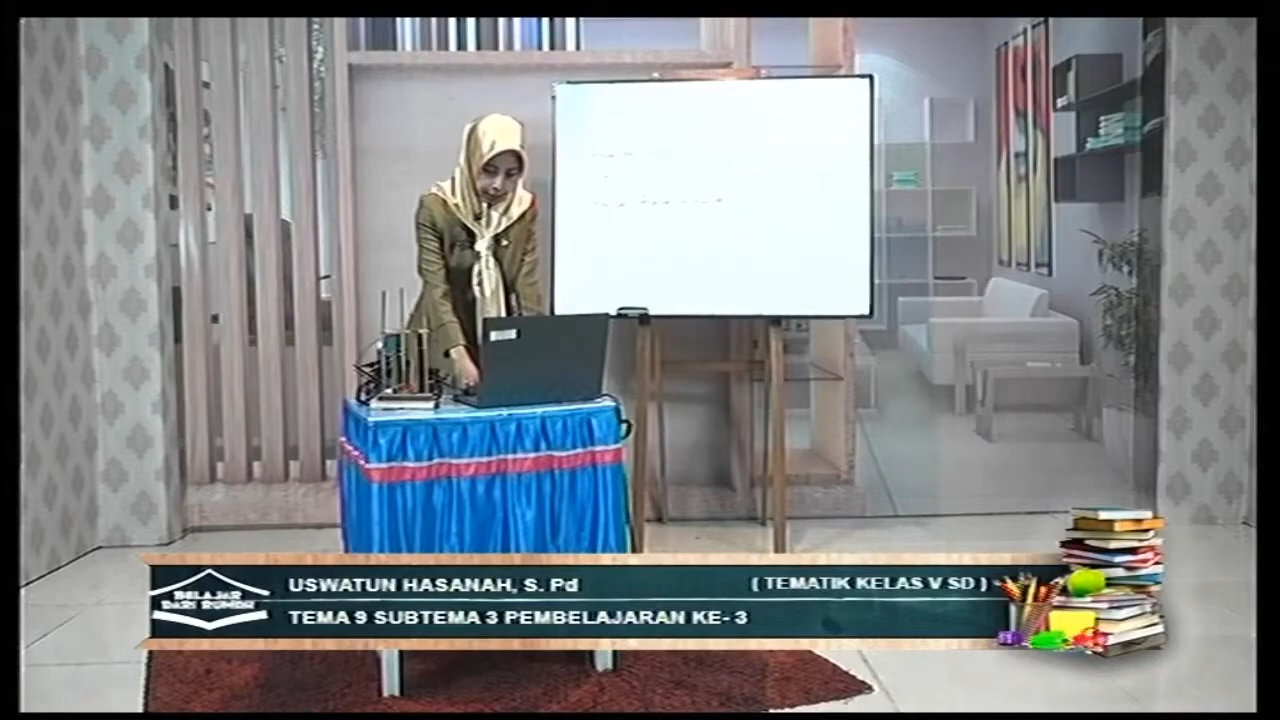 BELAJAR
DARI RUMAH
USWATUN HASANAH, S. Pd
( TEMATIK KELAS V SD )
TEMA 9 SUBTEMA 3 PEMBELAJARAN KE- 3